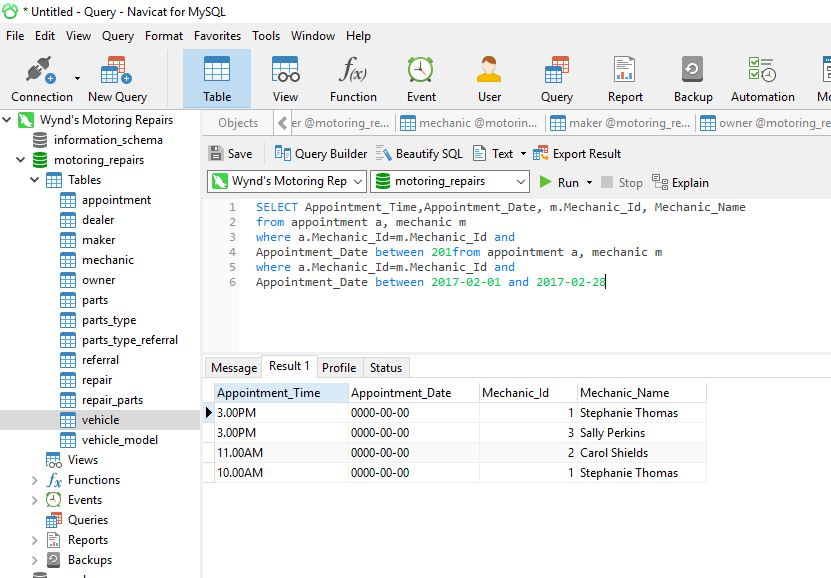 * Untitled - Query - Navicat for MySQL
File Edit View Query Format Favorites Tools Window Help
Connection New Query Table View Function Event User Query Report Backup Automation
Wynd's Motoring Repairs
information_schema
motoring_repairs
Tables
appointment
dealer
maker
mechanic
owner
parts
parts_type
parts_type_referral
referral
repair
repair_parts
vehicle
vehicle_model
Views
Functions
Events
Queries
Reports
Backups
Objects er @motoring_re... mechanic @motorin... maker @motoring_re... owner @motoring_re
Save Query Builder Beautify SQL Text Export Result
Wynd's Motoring Rep motoring_repairs Run Stop Explain
1 SELECT Appointment_Time,Appointment_Date, m.Mechanic_Id, Mechanic_Name
2 from appointment a, mechanic m
3 where a.Mechanic_Id=m.Mechanic_Id and
4 Appointment_Date between 201from appointment a, mechanic m
5 where a.Mechanic_Id=m.Mechanic_Id and
6 Appointment_Date between 2017-02-01 and 2017-02-28
Message Result 1 Profile Status
Appointment_Time Appointment_Date Mechanic_Id Mechanic_Name
3.00PM 0000-00-00 1 Stephanie Thomas
3.00PM 0000-00-00 3 Sally Perkins
11.00AM 0000-00-00 2 Carol Shields
10.00AM 0000-00-00 1 Stephanie Thomas